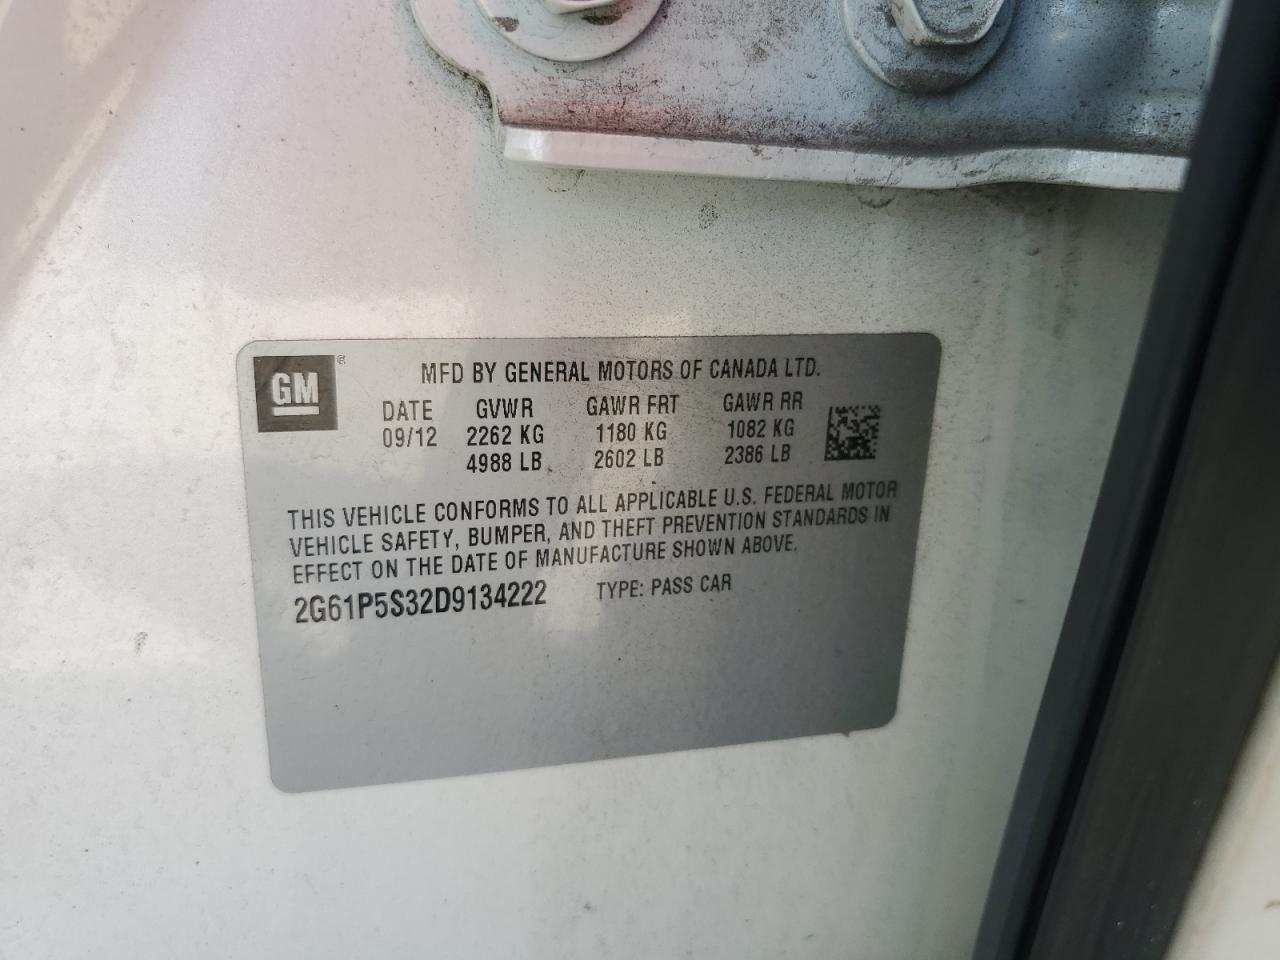 GM
MFD BY GENERAL MOTORS OF CANADA LTD.
DATE GVWR GAWR FRT GAWR RR
09/12 2262 KG 1180 KG 1082 KG
4988 LB 2602 LB 2386 LB
THIS VEHICLE CONFORMS TO ALL APPLICABLE U.S. FEDERAL MOTOR
VEHICLE SAFETY, BUMPER, AND THEFT PREVENTION STANDARDS IN
EFFECT ON THE DATE OF MANUFACTURE SHOWN ABOVE.
2G61P5S32D9134222 TYPE: PASS CAR